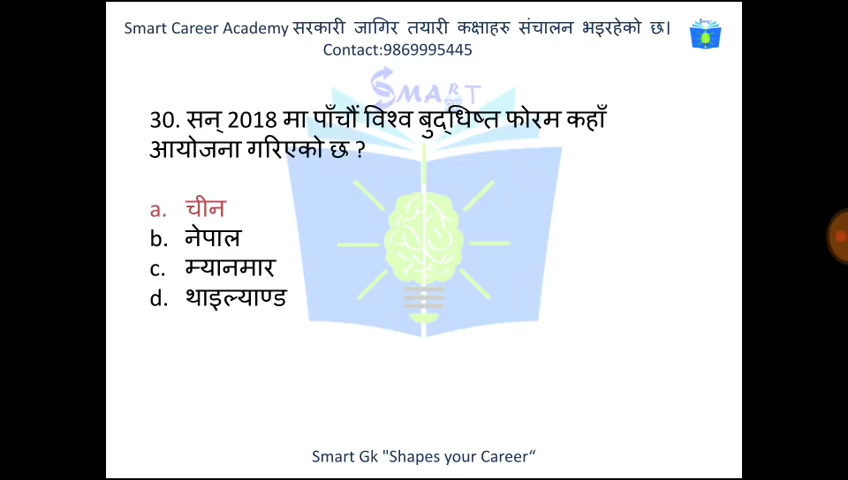 Smart Career Academy सरकारी जागिर तयारी कक्षाहरु संचालन भइरहेको छ।
Contact:9869995445
SMART
30. सन् 2018 मा पाँचौं विश्व बुद्धिष्त फोरम कहाँ
आयोजना गरिएको छ ?
a. चीन
b. नेपाल
c. म्यानमार
d. थाइल्याण्ड
Smart Gk "Shapes your Career“